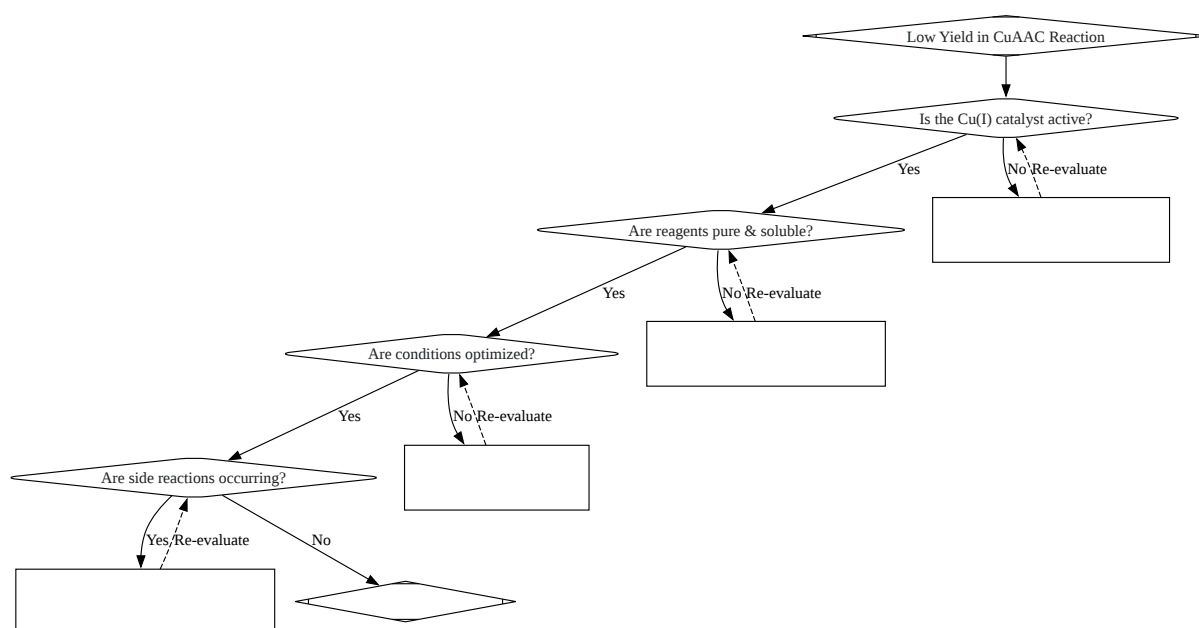 Low Yield in CuAAC Reaction
Is the Cu(I) catalyst active?
Yes
No
Re-evaluate
Are reagents pure & soluble?
Yes
No
Re-evaluate
Are conditions optimized?
Yes
No
Re-evaluate
Are side reactions occurring?
Yes
Re-evaluate
No